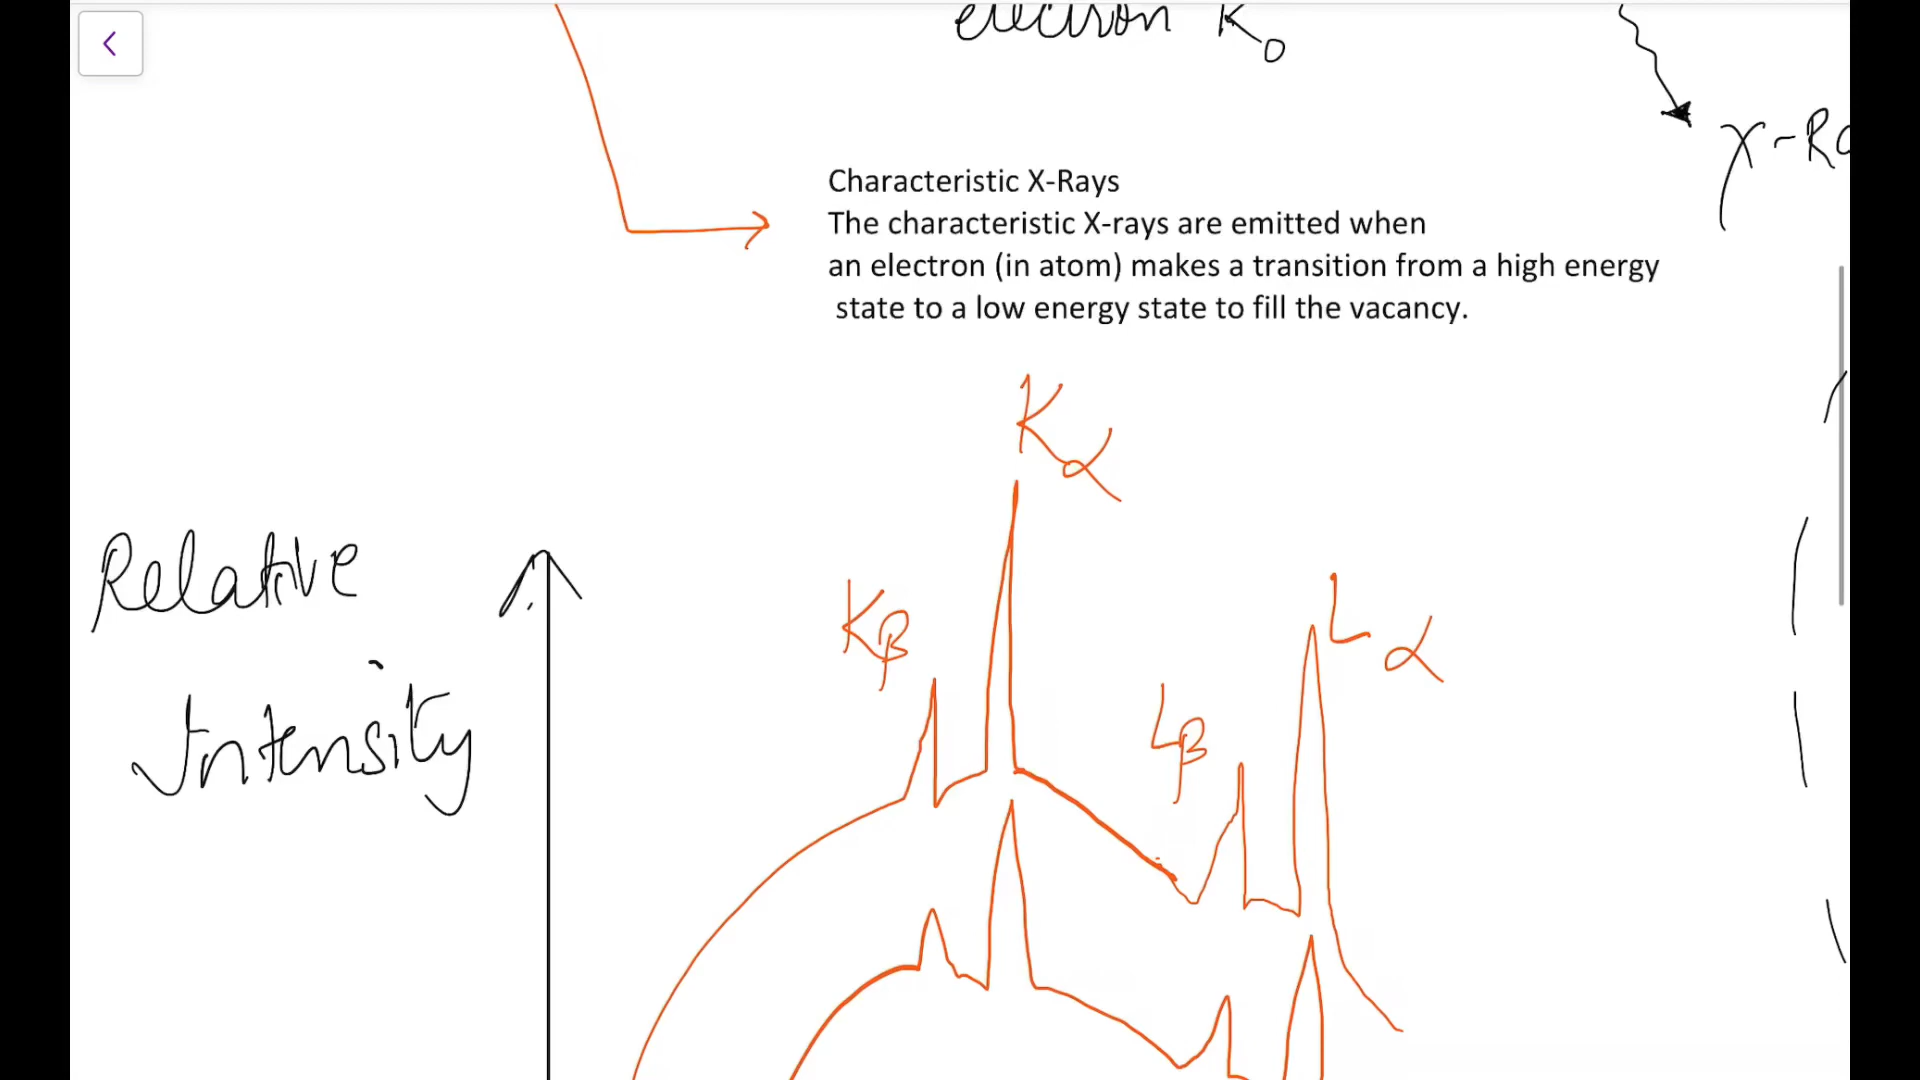 electron K₀
X-Ra
Characteristic X-Rays
The characteristic X-rays are emitted when
an electron (in atom) makes a transition from a high energy
state to a low energy state to fill the vacancy.
Kα
Relative
Intensity
Kβ
Lα
Lβ